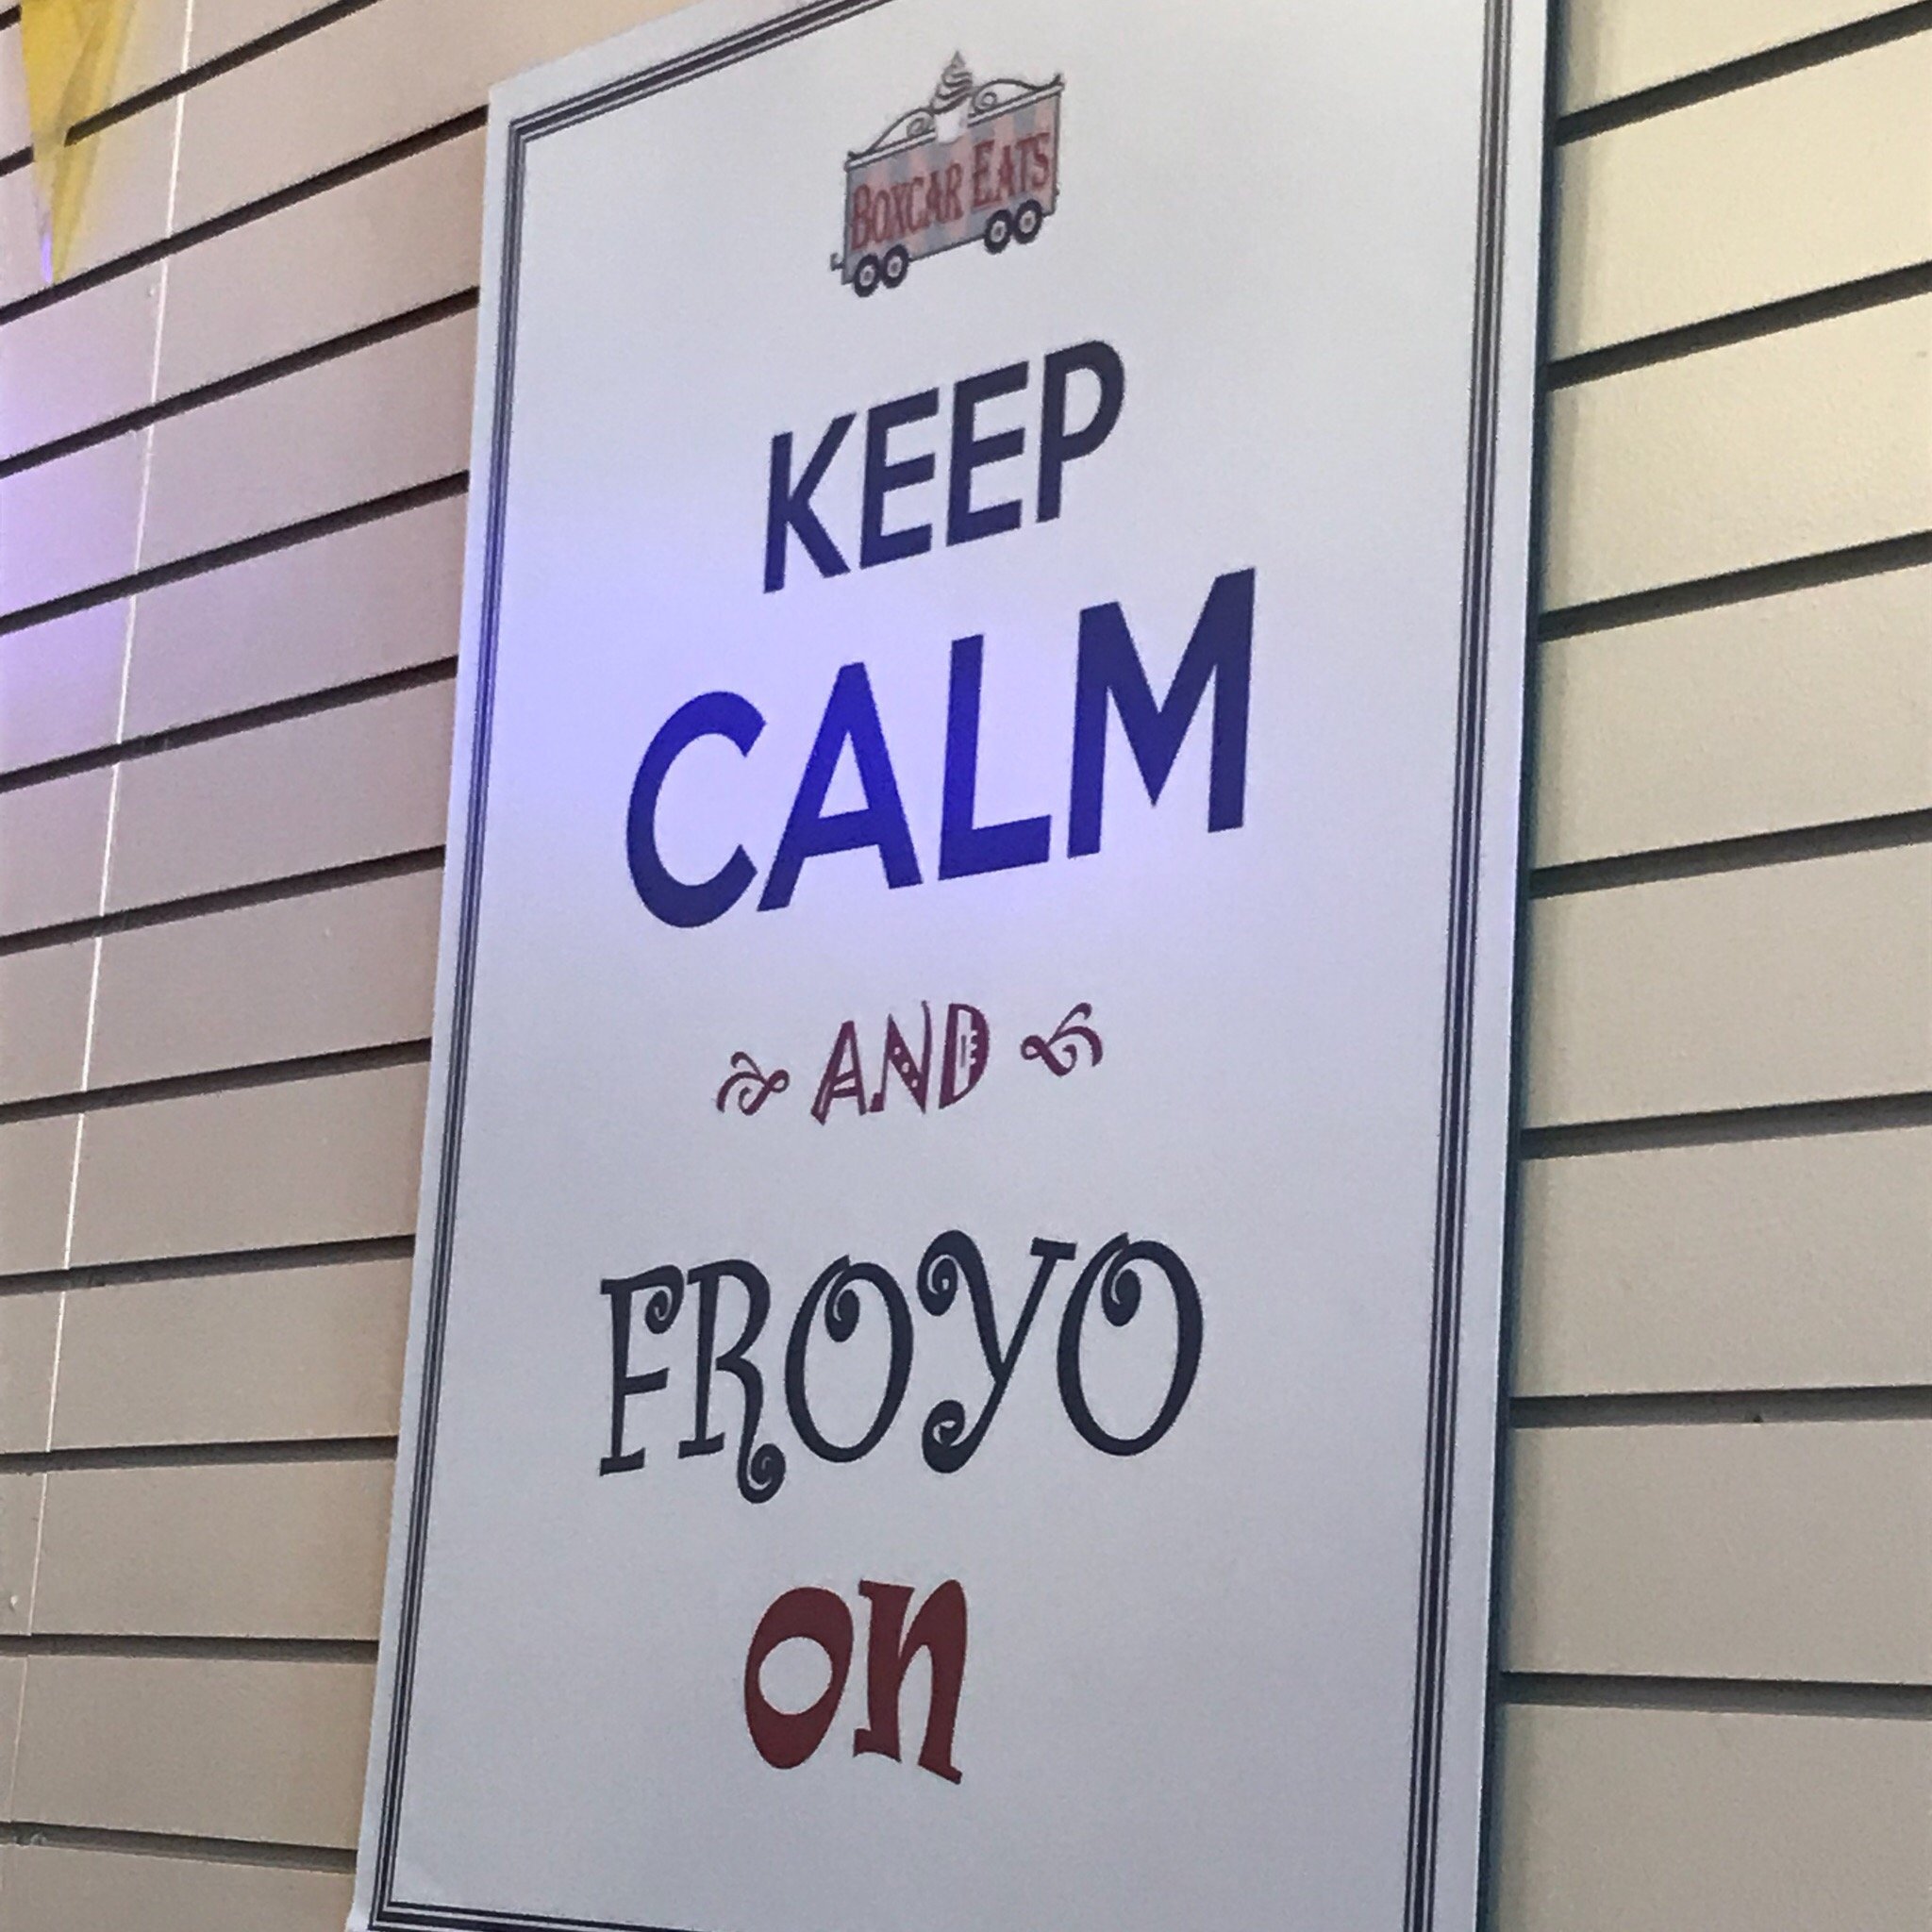 BOXCAR EATS
KEEP
CALM
AND
FROYO
on